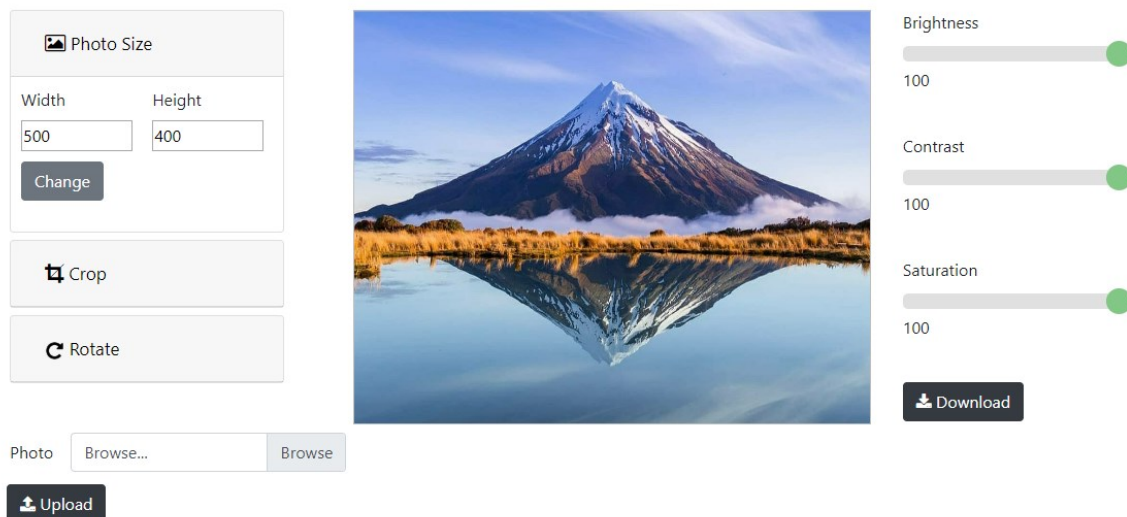 Photo Size
Width Height
500 400
Change
Crop
Rotate
Photo Browse... Browse
Upload
Brightness
100
Contrast
100
Saturation
100
Download